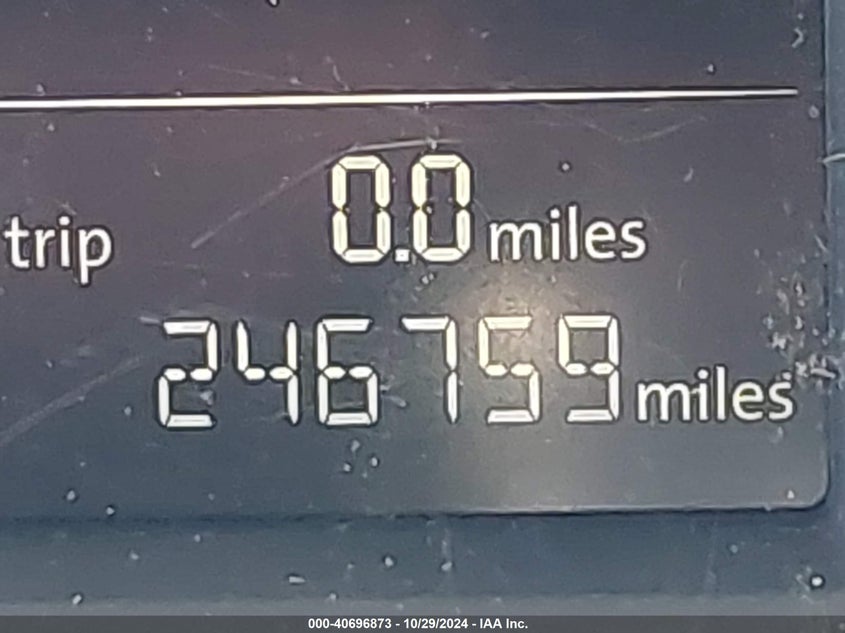 trip 0.0 miles
246759 miles
000-40696873 - 10/29/2024 - IAA Inc.